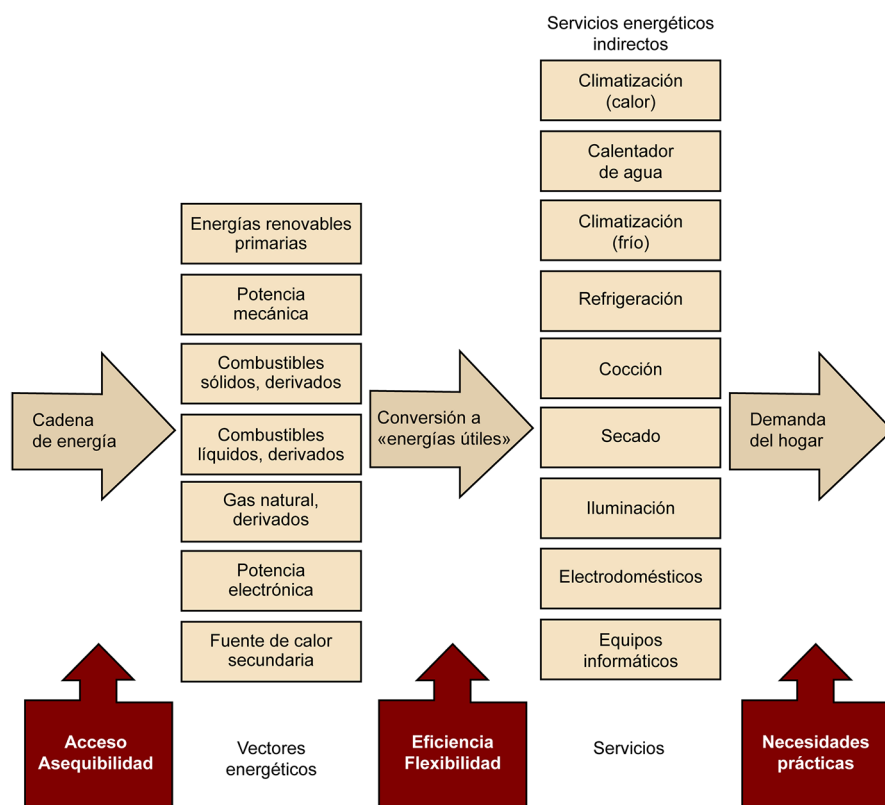 Servicios energéticos
indirectos
Climatización
(calor)
Calentador
de agua
Climatización
(frío)
Refrigeración
Cocción
Secado
Iluminación
Electrodomésticos
Equipos
informáticos
Energías renovables
primarias
Potencia
mecánica
Combustibles
sólidos, derivados
Combustibles
líquidos, derivados
Gas natural,
derivados
Potencia
electrónica
Fuente de calor
secundaria
Cadena
de energía
Conversión a
«energías útiles»
Demanda
del hogar
Acceso
Asequibilidad
Vectores
energéticos
Eficiencia
Flexibilidad
Servicios
Necesidades
prácticas